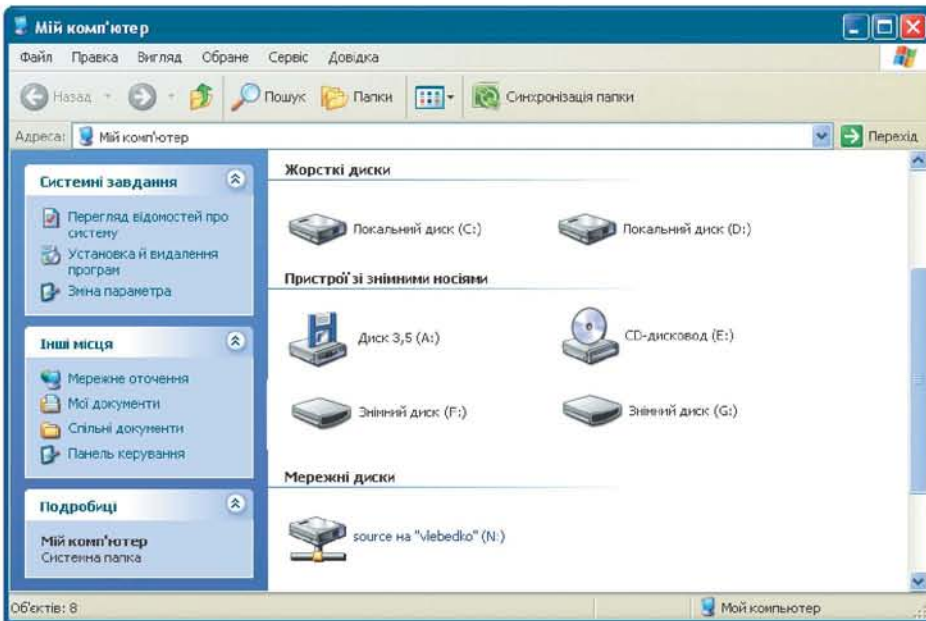 Мій комп'ютер
Файл Правка Вигляд Обране Сервіс Довідка
Назад Пошук Папки Синхронізація папки
Адреса: Мій комп'ютер Перехід
Системні завдання
Перегляд відомостей про
систему
Установка й видалення
програм
Зміна параметра
Інші місця
Мережне оточення
Мої документи
Спільні документи
Панель керування
Подробиці
Мій комп'ютер
Системна папка
Жорсткі диски
Локальний диск (C:) Локальний диск (D:)
Пристрої зі знімними носіями
Диск 3,5 (A:) CD-дисковод (E:)
Знімний диск (F:) Знімний диск (G:)
Мережні диски
source на "vlebedko" (N:)
Об'єктів: 8 Мой компьютер